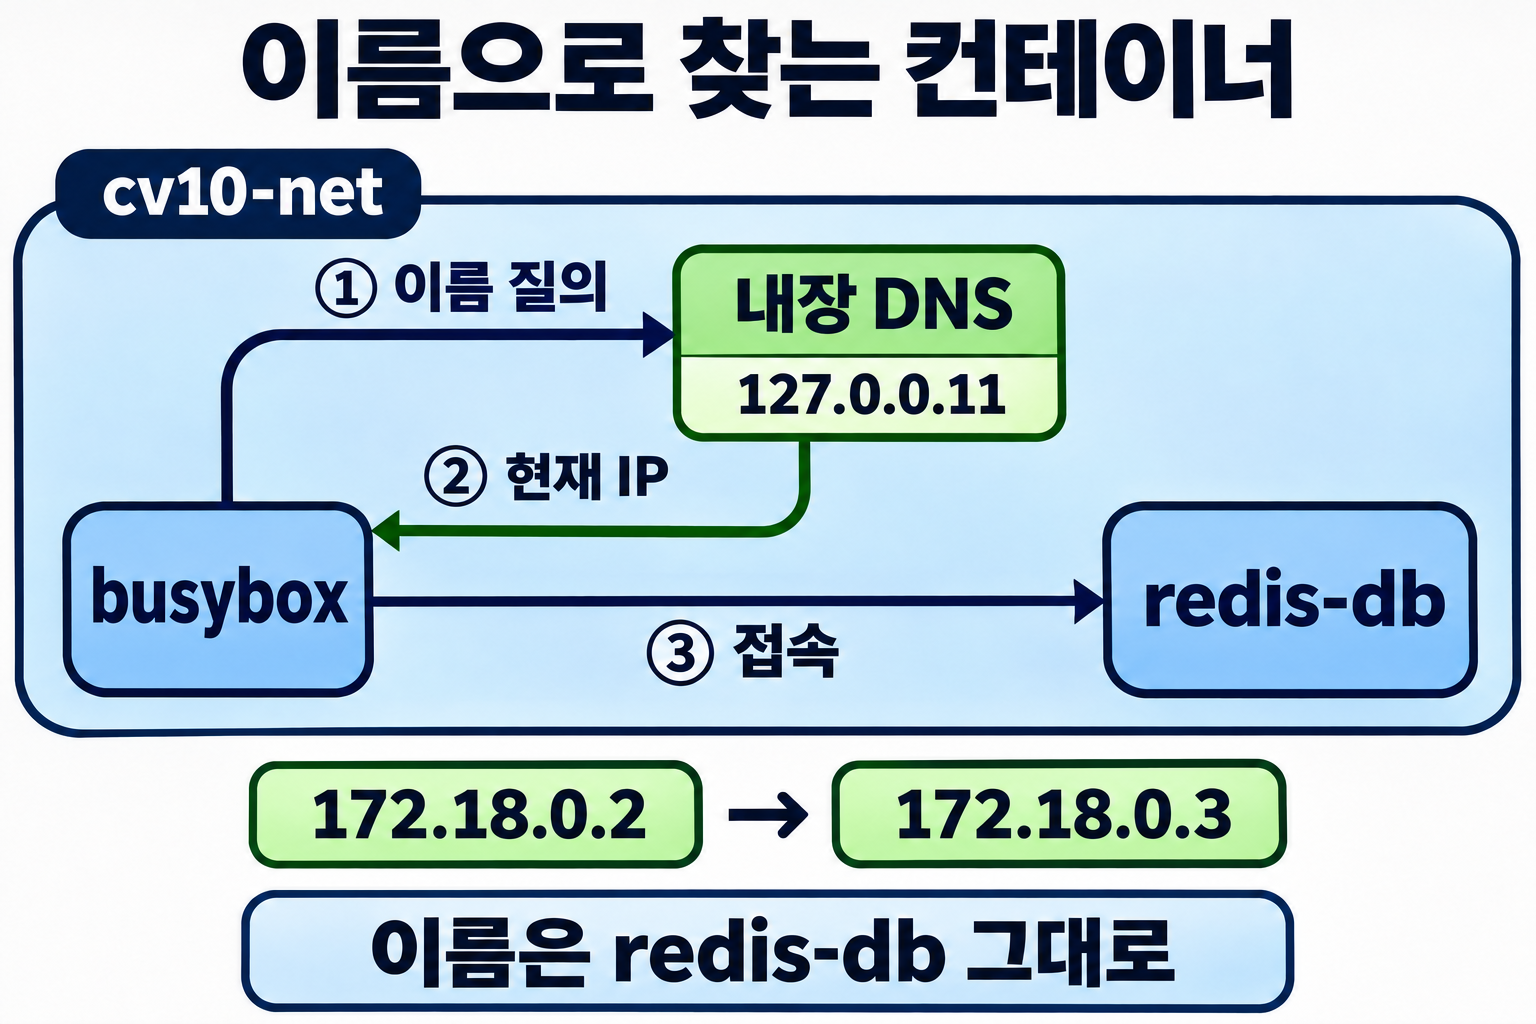 이름으로 찾는 컨테이너
cv10-net
① 이름 질의
내장 DNS
127.0.0.11
② 현재 IP
busybox
redis-db
③ 접속
172.18.0.2 → 172.18.0.3
이름은 redis-db 그대로